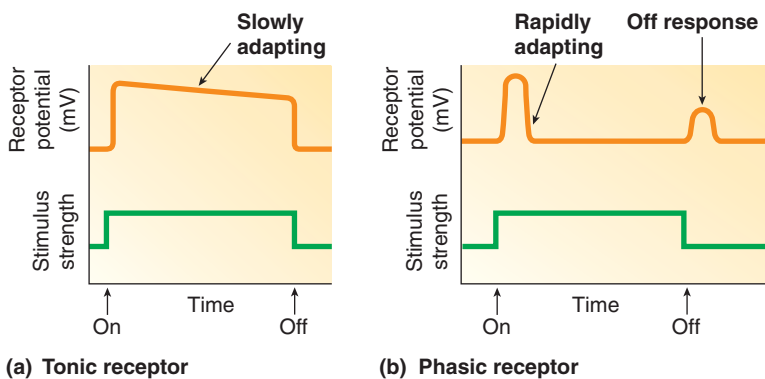 Slowly
adapting
Receptor
potential
(mV)
Stimulus
strength
Time
On
Off
(a) Tonic receptor
Rapidly
adapting
Off response
Receptor
potential
(mV)
Stimulus
strength
Time
On
Off
(b) Phasic receptor